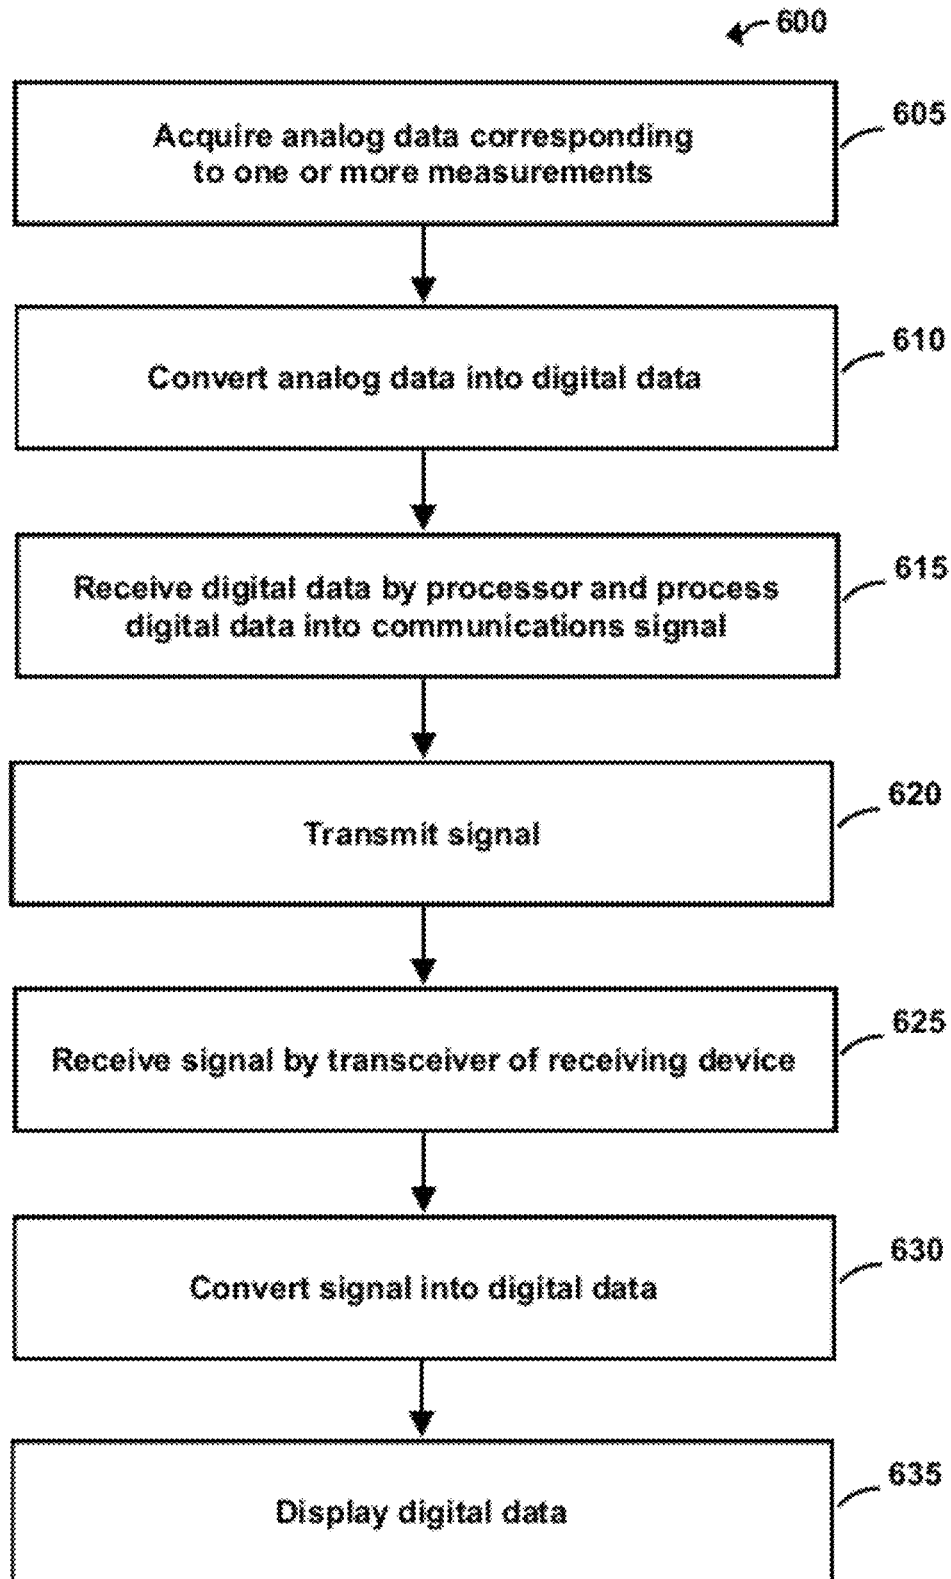 600
Acquire analog data corresponding
to one or more measurements
605
Convert analog data into digital data
610
Receive digital data by processor and process
digital data into communications signal
615
Transmit signal
620
Receive signal by transceiver of receiving device
625
Convert signal into digital data
630
Display digital data
635